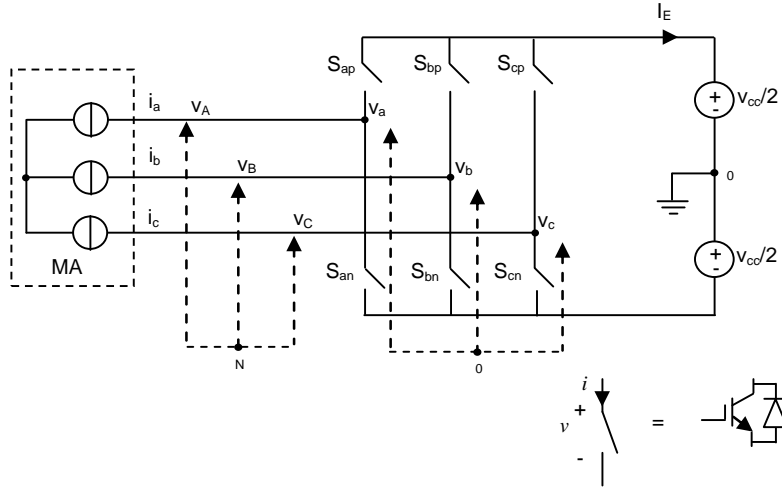 I_E
S_ap S_bp S_cp
i_a v_A v_a
+
-
v_cc/2
i_b v_B v_b
0
i_c v_C v_c
MA
S_an S_bn S_cn
+
-
v_cc/2
N
0
i
+
v
-
=